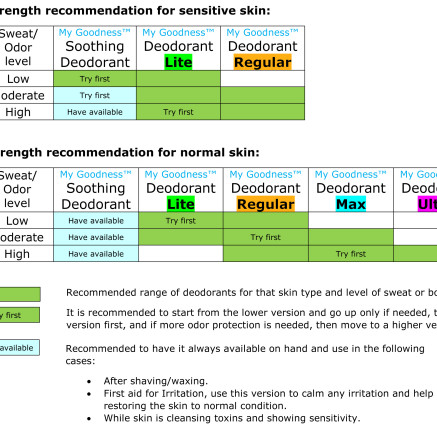 rength recommendation for sensitive skin:
Sweat/ My Goodness™ My Goodness™ My Goodness™
Odor Soothing Deodorant Deodorant
level Deodorant Lite Regular
Low Try first
oderate Try first
High Have available Try first
rength recommendation for normal skin:
Sweat/ My Goodness™ My Goodness™ My Goodness™ My Goodness™ My Good
Odor Soothing Deodorant Deodorant Deodorant Deodo
level Deodorant Lite Regular Max Ult
Low Have available Try first
oderate Have available Try first
High Have available Try first
Recommended range of deodorants for that skin type and level of sweat or bo
y first It is recommended to start from the lower version and go up only if needed, t
version first, and if more odor protection is needed, then move to a higher ve
available Recommended to have it always available on hand and use in the following
cases:
• After shaving/waxing.
• First aid for Irritation, use this version to calm any irritation and help
restoring the skin to normal condition.
• While skin is cleansing toxins and showing sensitivity.